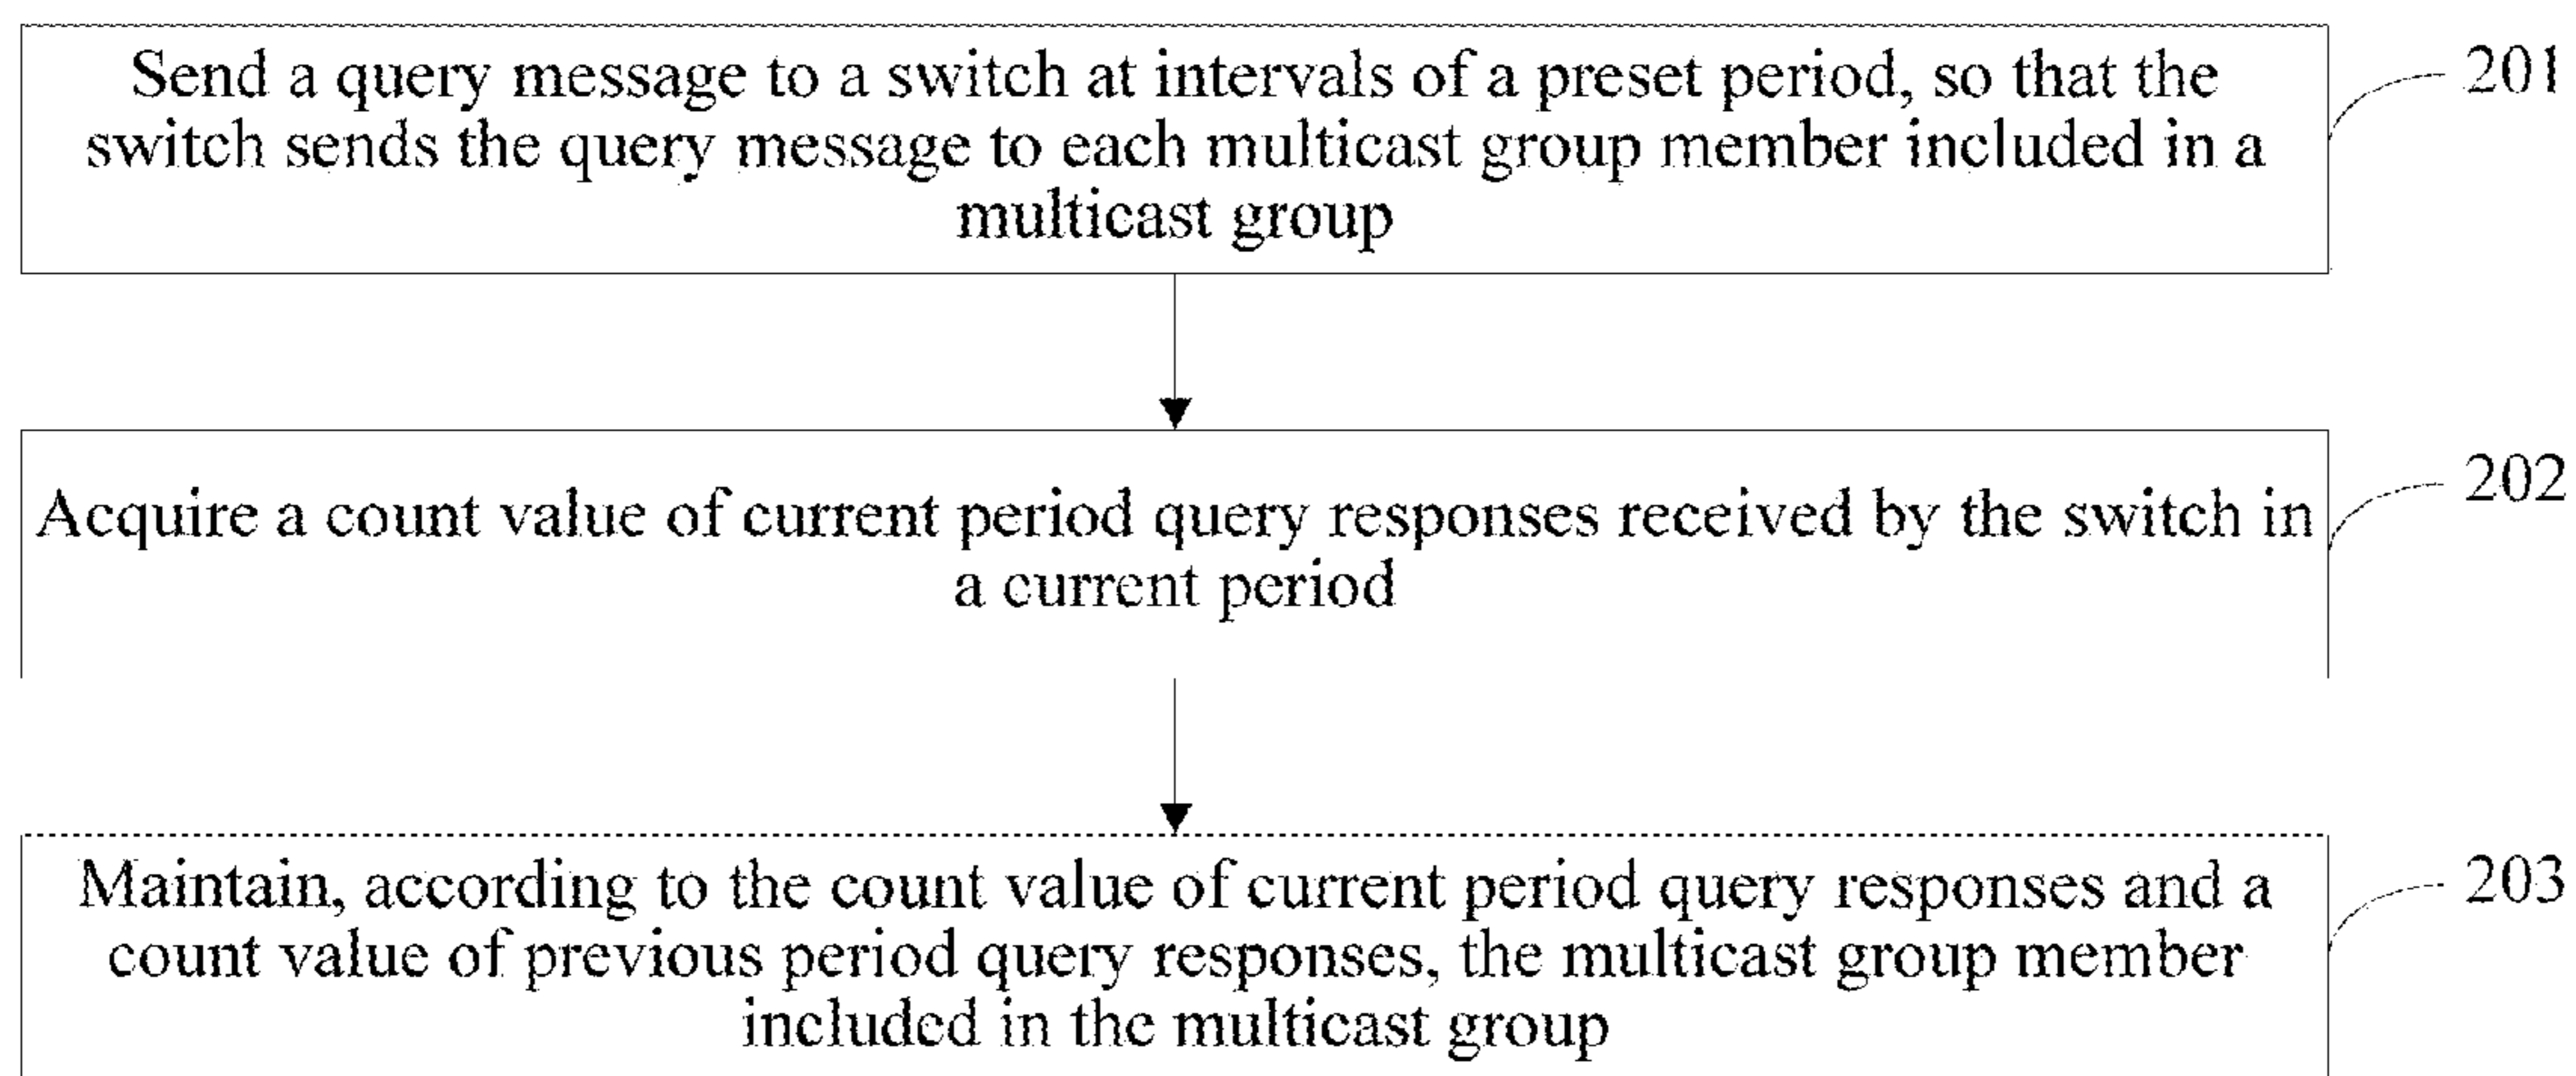 Send a query message to a switch at intervals of a preset period, so that the
switch sends the query message to each multicast group member included in a
multicast group
201
Acquire a count value of current period query responses received by the switch in
a current period
202
Maintain, according to the count value of current period query responses and a
count value of previous period query responses, the multicast group member
included in the multicast group
203